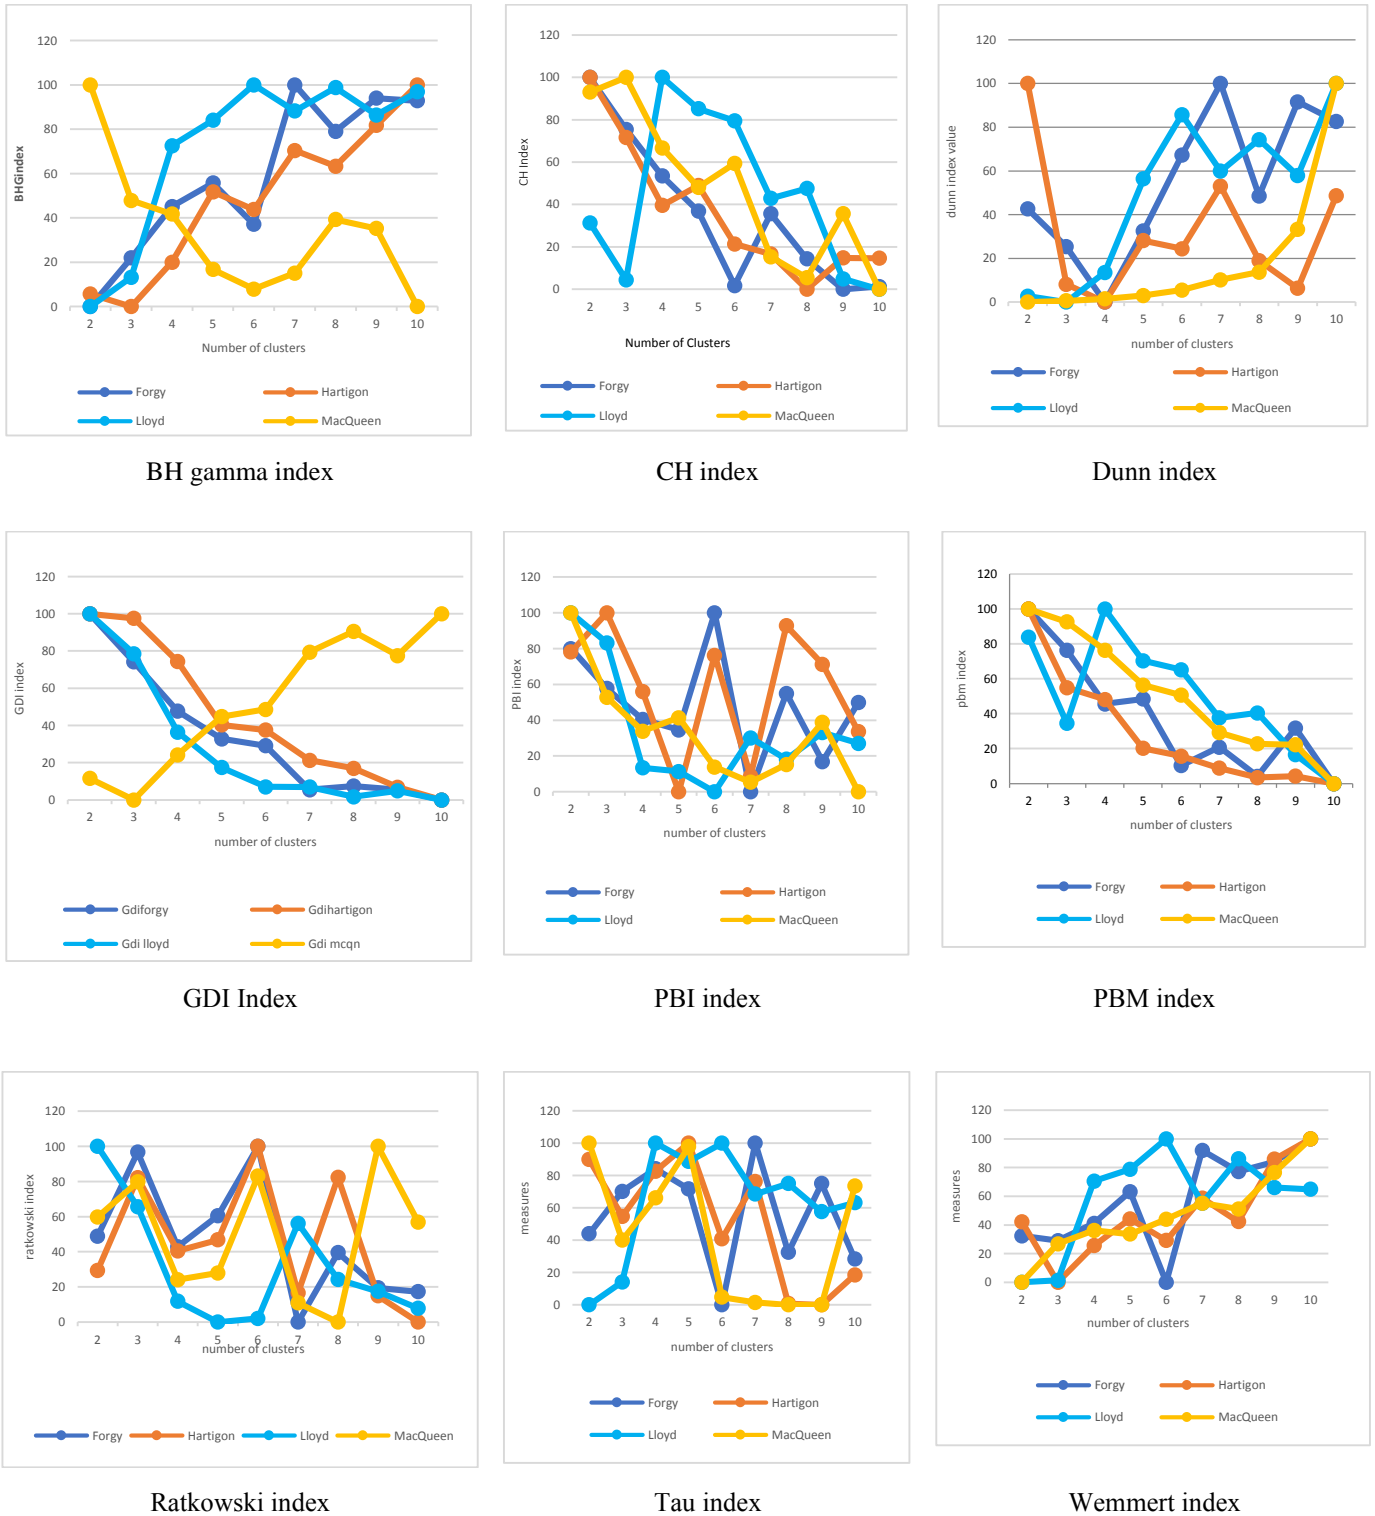 120
100
80
60
40
20
0
BHGindex
2 3 4 5 6 7 8 9 10
Number of clusters
Forgy Hartigon
Lloyd MacQueen
BH gamma index
120
100
80
60
40
20
0
CH Index
2 3 4 5 6 7 8 9 10
Number of Clusters
Forgy Hartigon
Lloyd MacQueen
CH index
120
100
80
60
40
20
0
dunn index value
2 3 4 5 6 7 8 9 10
number of clusters
Forgy Hartigon
Lloyd MacQueen
Dunn index
120
100
80
60
40
20
0
GDI index
2 3 4 5 6 7 8 9 10
number of clusters
Gdiforgy Gdihartigon
Gdi lloyd Gdi mcqn
GDI Index
120
100
80
60
40
20
0
PBI index
2 3 4 5 6 7 8 9 10
number of clusters
Forgy Hartigon
Lloyd MacQueen
PBI index
120
100
80
60
40
20
0
pbm index
2 3 4 5 6 7 8 9 10
number of clusters
Forgy Hartigon
Lloyd MacQueen
PBM index
120
100
80
60
40
20
0
ratkowski index
2 3 4 5 6 7 8 9 10
number of clusters
Forgy Hartigon Lloyd MacQueen
Ratkowski index
120
100
80
60
40
20
0
measures
2 3 4 5 6 7 8 9 10
number of clusters
Forgy Hartigon
Lloyd MacQueen
Tau index
120
100
80
60
40
20
0
measures
2 3 4 5 6 7 8 9 10
number of clusters
Forgy Hartigon
Lloyd MacQueen
Wemmert index